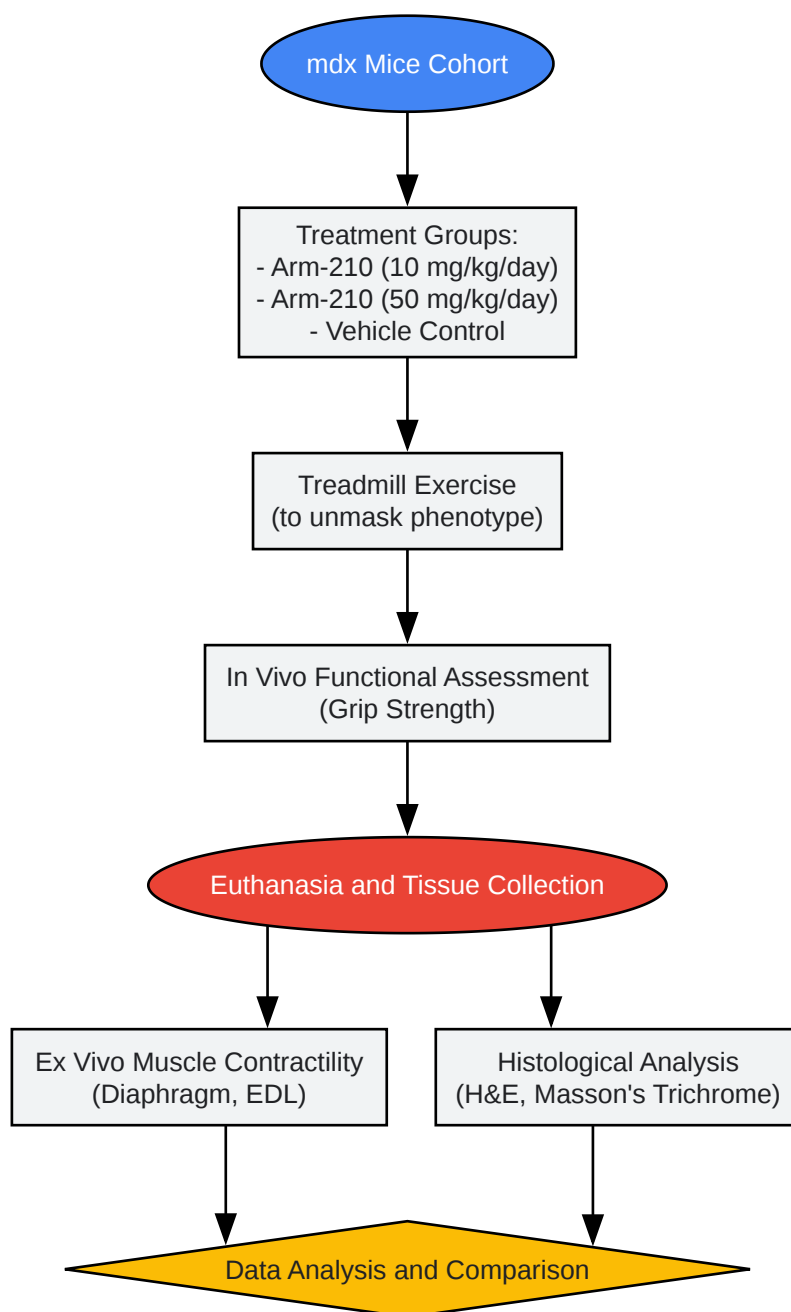 mdx Mice Cohort
Treatment Groups:
- Arm-210 (10 mg/kg/day)
- Arm-210 (50 mg/kg/day)
- Vehicle Control
Treadmill Exercise
(to unmask phenotype)
In Vivo Functional Assessment
(Grip Strength)
Euthanasia and Tissue Collection
Ex Vivo Muscle Contractility
(Diaphragm, EDL)
Histological Analysis
(H&E, Masson's Trichrome)
Data Analysis and Comparison